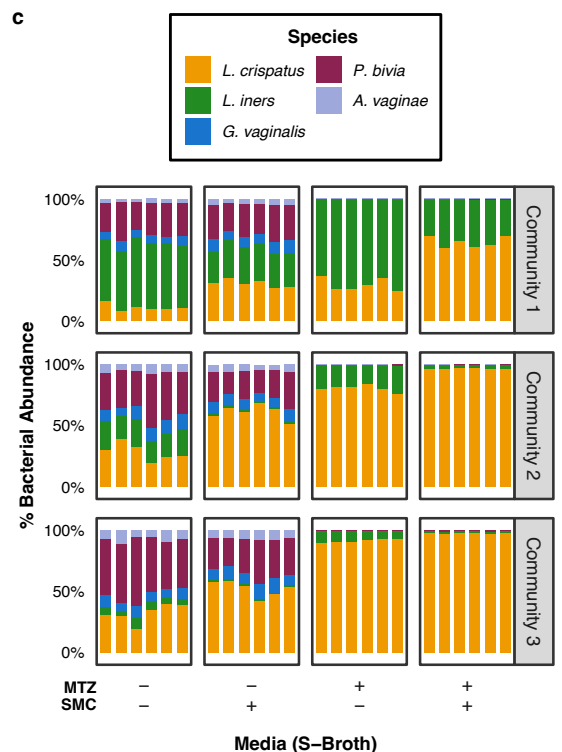 c
Species
L. crispatus
P. bivia
L. iners
A. vaginae
G. vaginalis
% Bacterial Abundance
100%
50%
0%
Community 1
100%
50%
0%
Community 2
100%
50%
0%
Community 3
MTZ – – + +
SMC – + – +
Media (S–Broth)